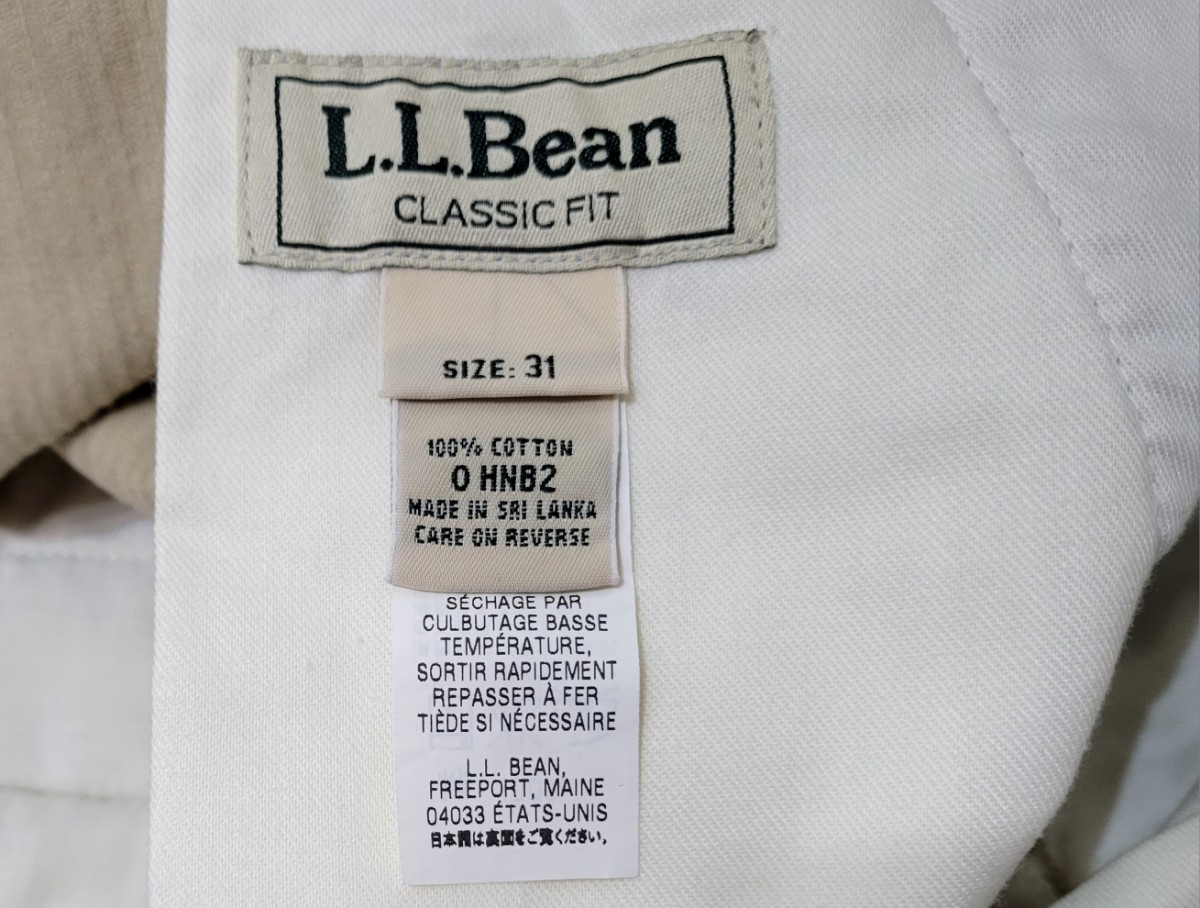 L.L.Bean
CLASSIC FIT
SIZE: 31
100% COTTON
0 HNB2
MADE IN SRI LANKA
CARE ON REVERSE
SÉCHAGE PAR
CULBUTAGE BASSE
TEMPÉRATURE,
SORTIR RAPIDEMENT
REPASSER À FER
TIÈDE SI NÉCESSAIRE
L.L. BEAN,
FREEPORT, MAINE
04033 ÉTATS-UNIS
日本語は裏面をご覧ください。